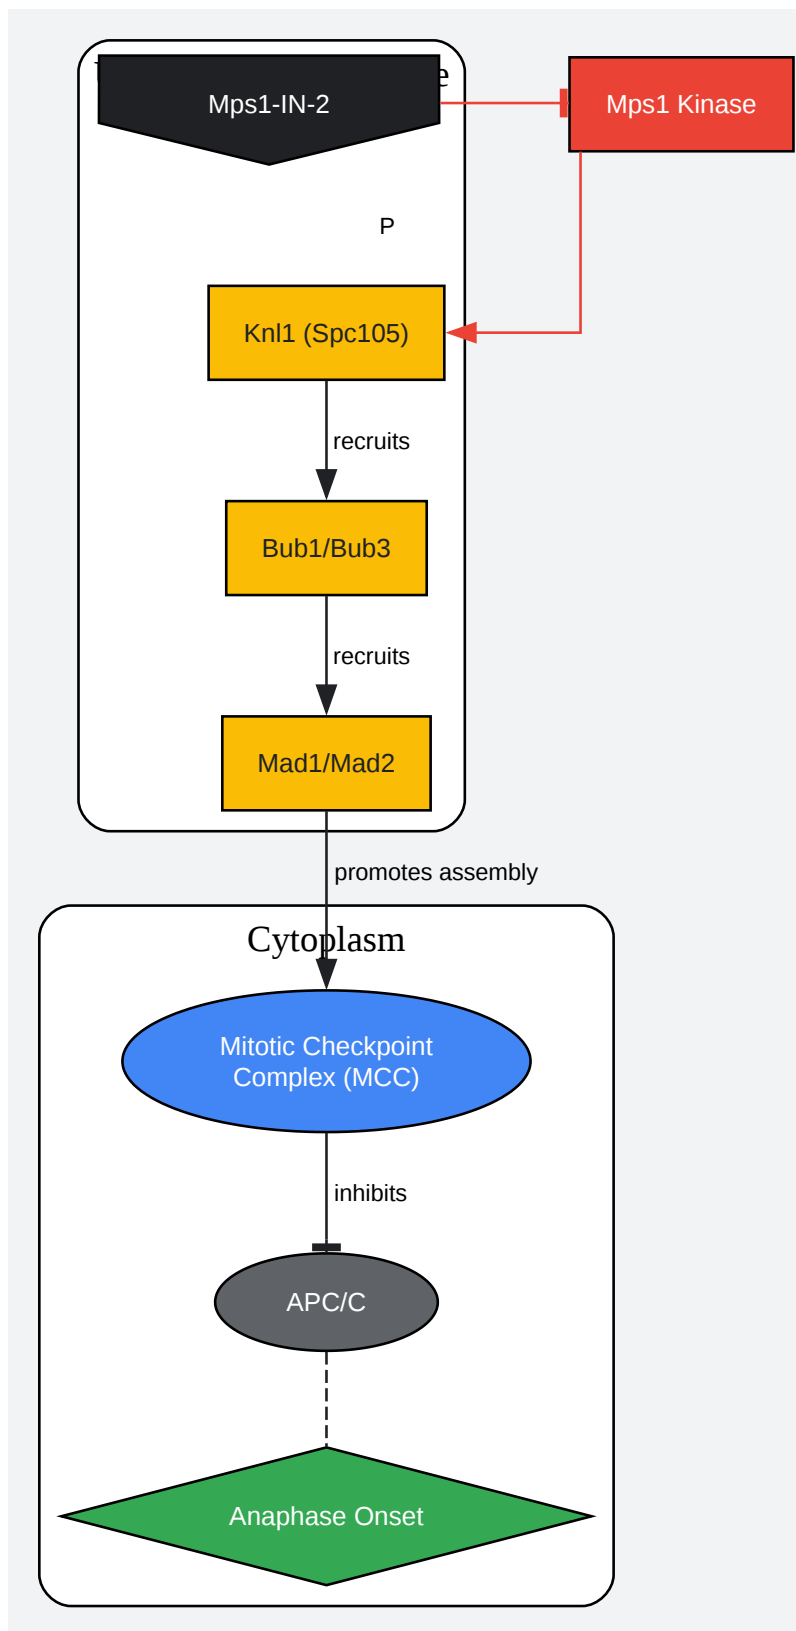 Mps1-IN-2
Mps1 Kinase
P
Knl1 (Spc105)
recruits
Bub1/Bub3
recruits
Mad1/Mad2
promotes assembly
Cytoplasm
Mitotic Checkpoint
Complex (MCC)
inhibits
APC/C
Anaphase Onset